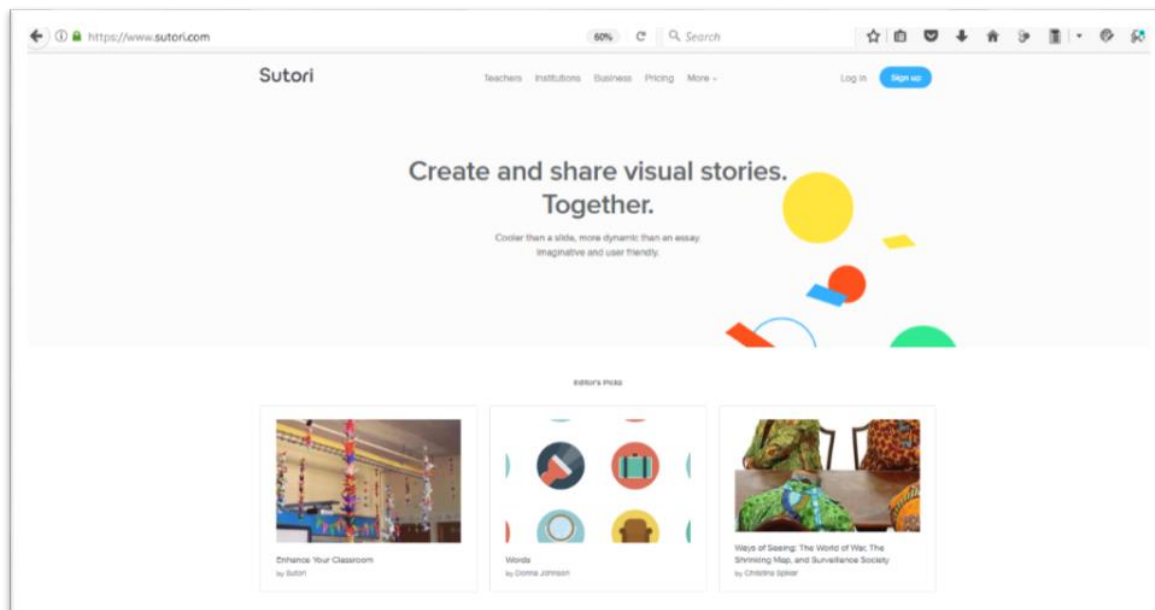 https://www.sutori.com
60%
Search
Sutori
Teachers Institutions Business Pricing More
Log in
Sign up
Create and share visual stories.
Together.
Cooler than a slide, more dynamic than an essay.
Imaginative and user friendly.
Editor's Picks
Enhance Your Classroom
by Sutori
Words
by Donna Johnson
Ways of Seeing: The World of War, The
Shrinking Map, and Surveillance Society
by Christina Spiker